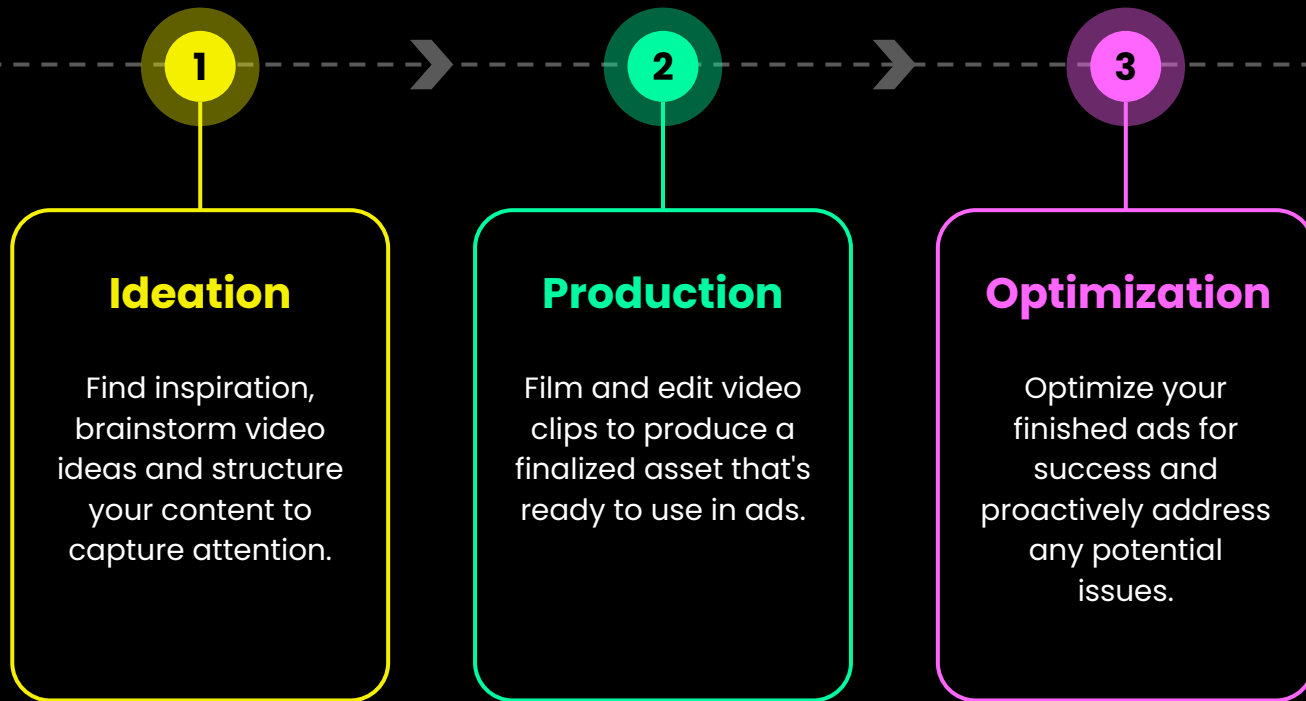 1
2
3
Ideation
Find inspiration,
brainstorm video
ideas and structure
your content to
capture attention.
Production
Film and edit video
clips to produce a
finalized asset that's
ready to use in ads.
Optimization
Optimize your
finished ads for
success and
proactively address
any potential
issues.